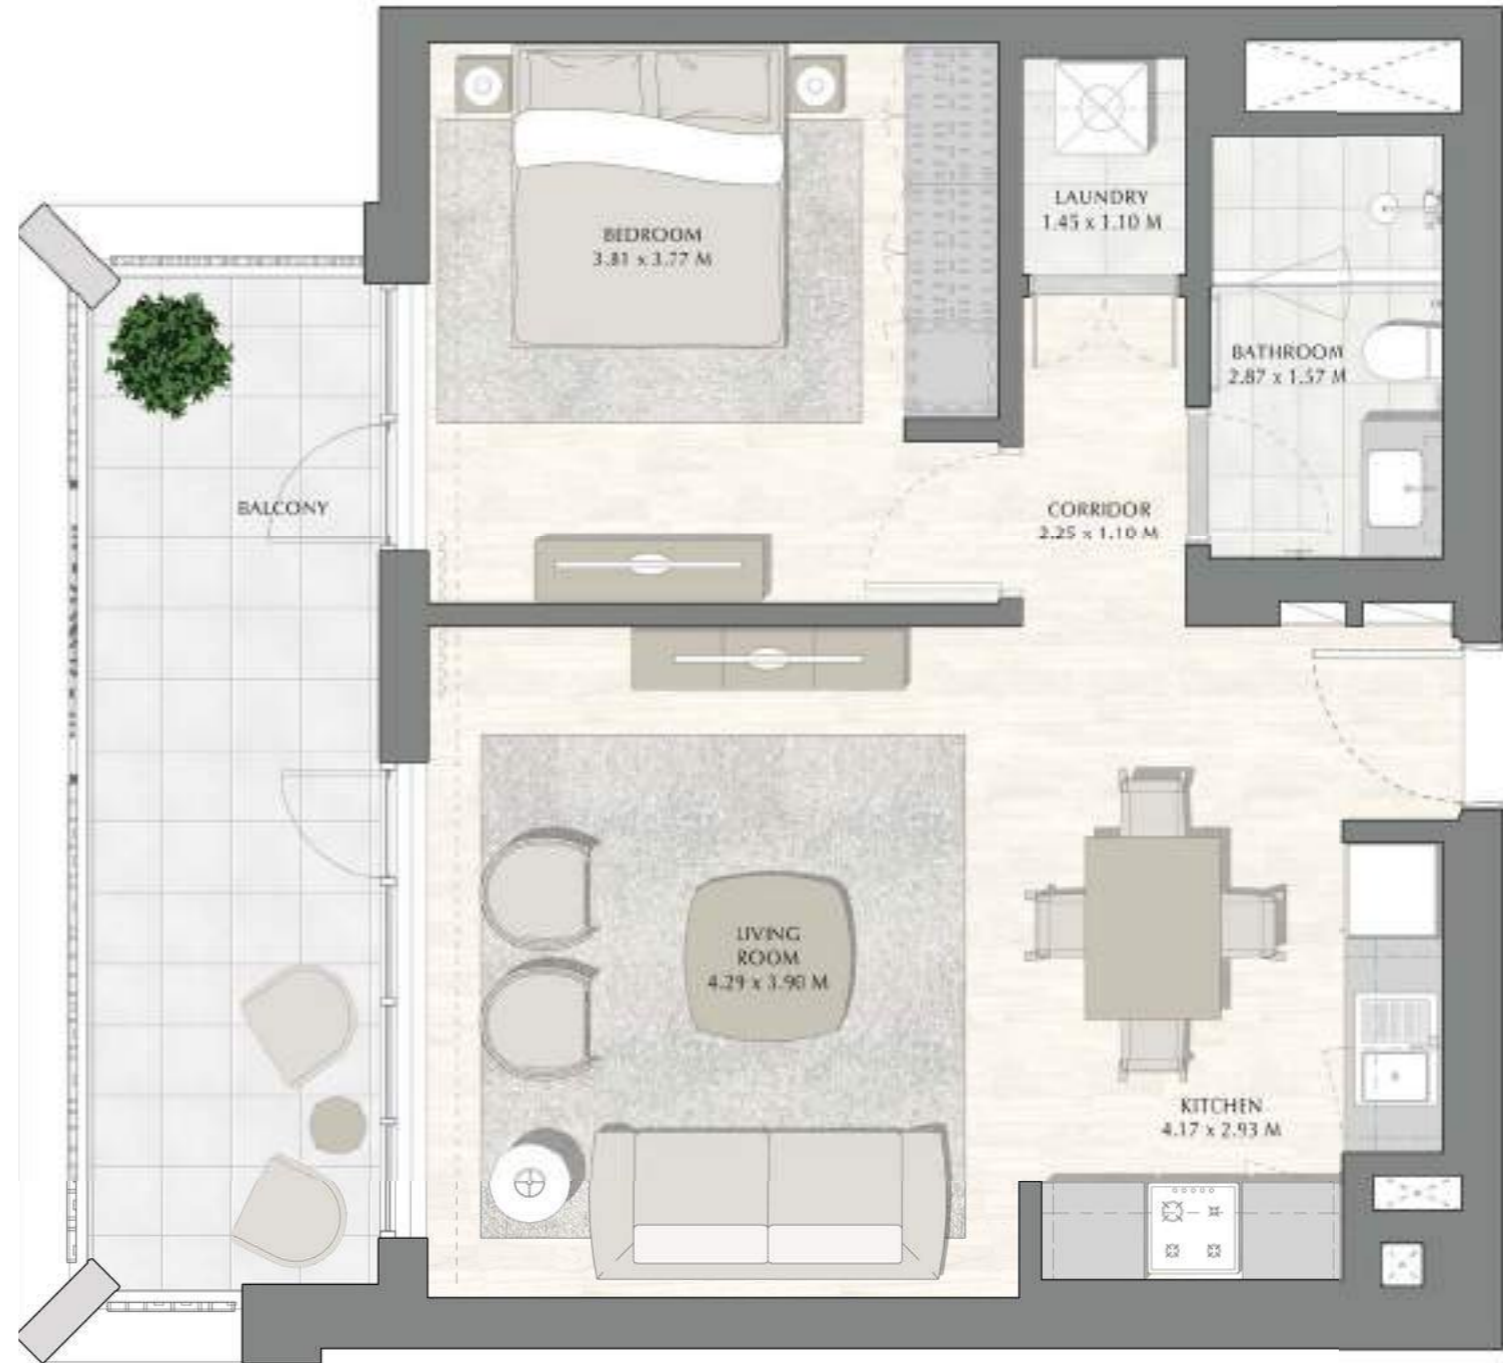 LAUNDRY
1.45 x 1.10 M
BEDROOM
3.81 x 3.77 M
BATHROOM
2.87 x 1.57 M
BALCONY
CORRIDOR
2.25 x 1.10 M
LIVING
ROOM
4.29 x 3.90 M
KITCHEN
4.17 x 2.93 M